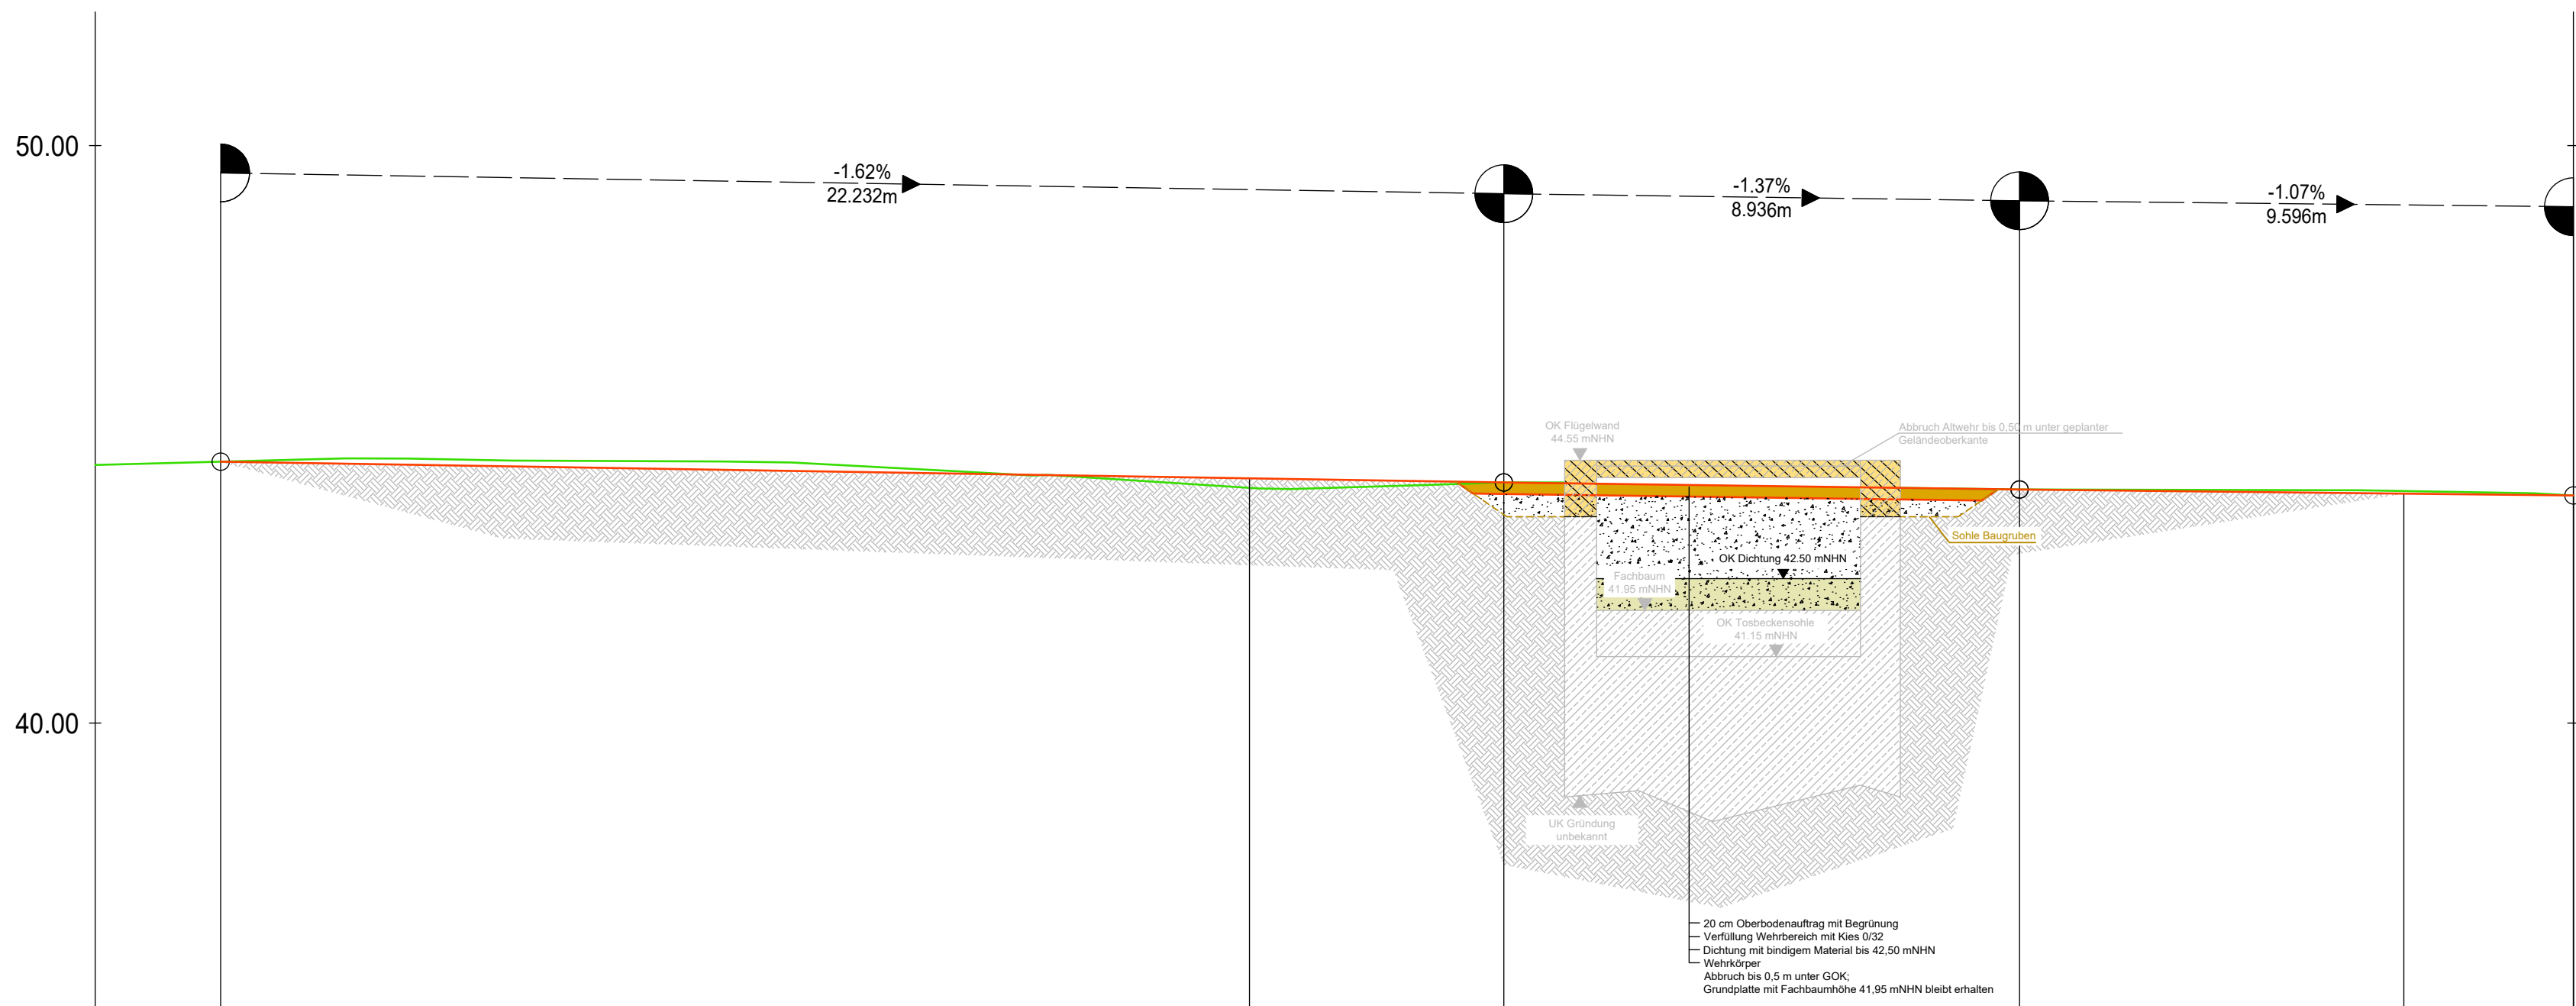 50.00
-1.62%
22.232m
-1.37%
8.936m
-1.07%
9.596m
OK Flügelwand
44.55 mNHN
Abbruch Altwehr bis 0,50 m unter geplanter
Geländeoberkante
Sohle Baugruben
OK Dichtung 42.50 mNHN
Fachbaum
41.95 mNHN
OK Tosbeckensohle
41.15 mNHN
40.00
UK Gründung
unbekannt
20 cm Oberbodenauftrag mit Begrünung
Verfüllung Wehrbereich mit Kies 0/32
Dichtung mit bindigem Material bis 42,50 mNHN
Wehrkörper
Abbruch bis 0,5 m unter GOK;
Grundplatte mit Fachbaumhöhe 41,95 mNHN bleibt erhalten